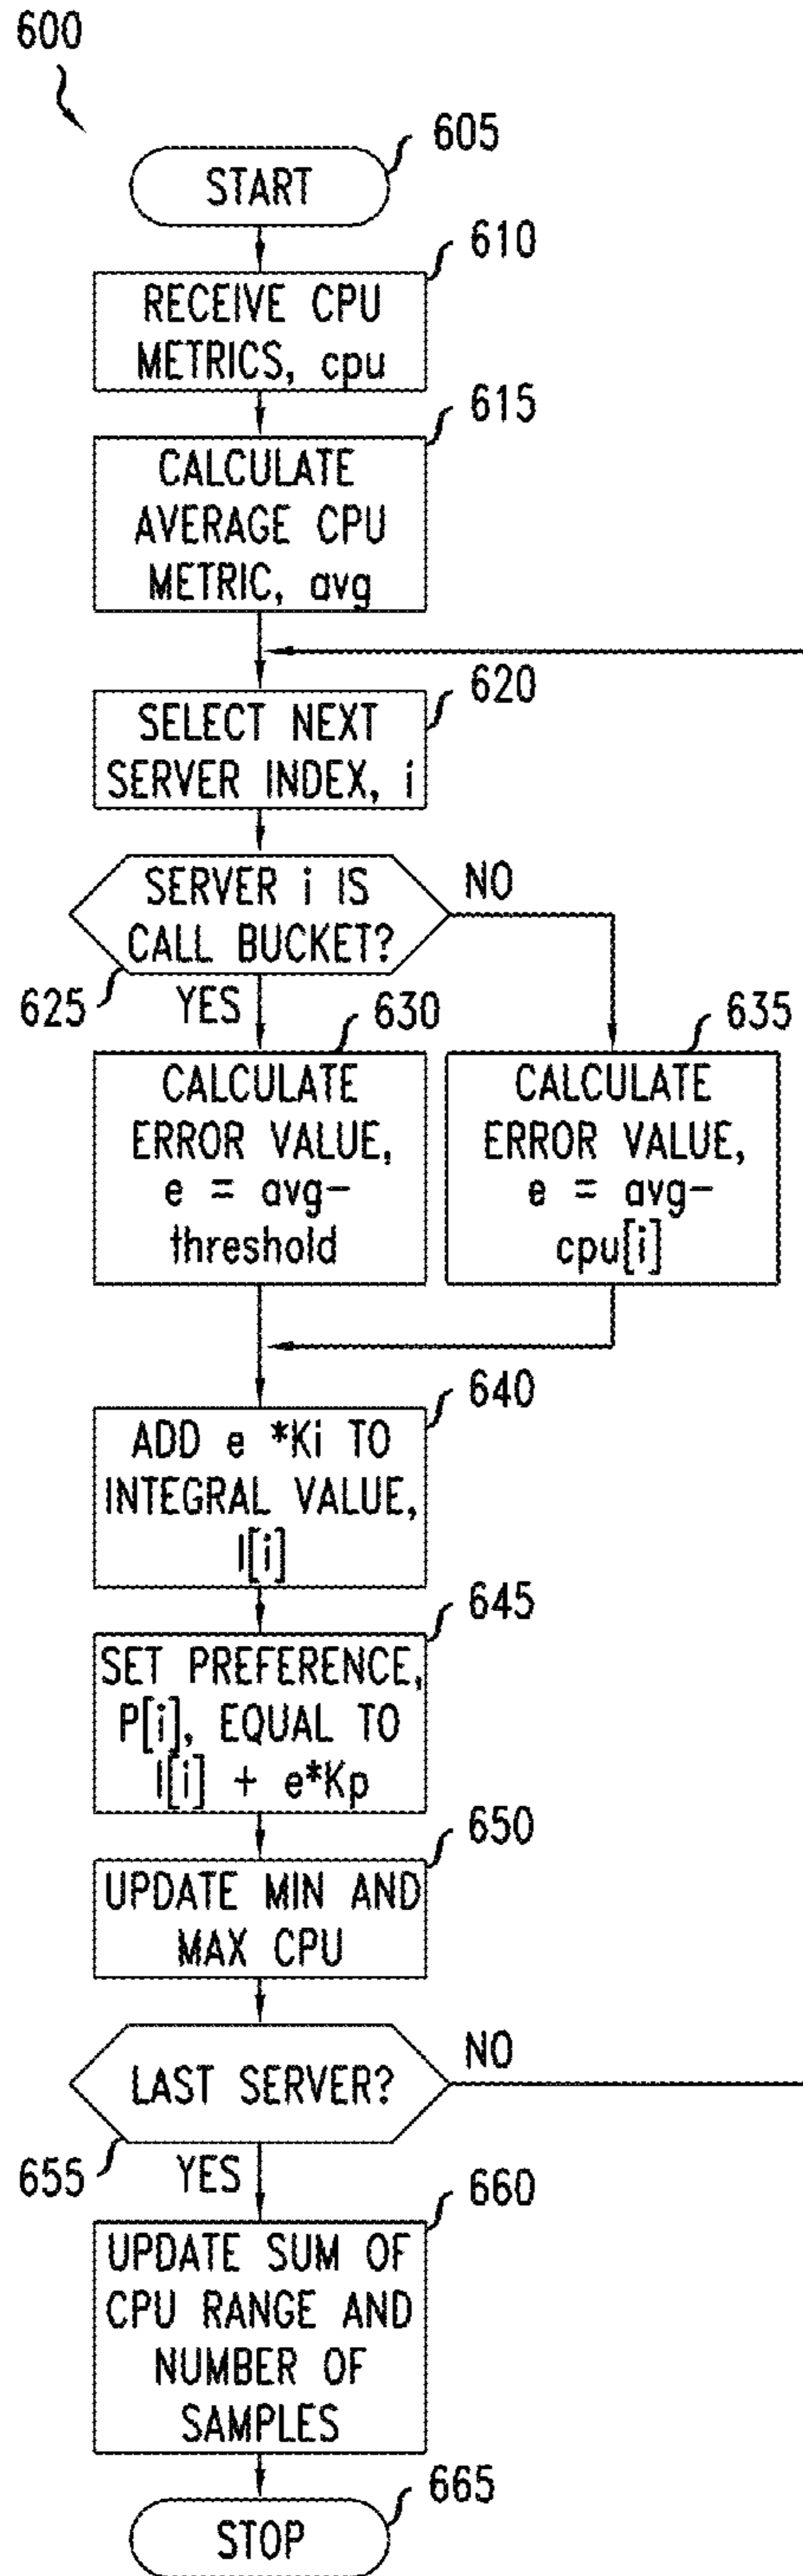 600
605
START
610
RECEIVE CPU
METRICS, cpu
615
CALCULATE
AVERAGE CPU
METRIC, avg
620
SELECT NEXT
SERVER INDEX, i
SERVER i IS
CALL BUCKET?
NO
625
YES
630
635
CALCULATE
ERROR VALUE,
e = avg-
threshold
CALCULATE
ERROR VALUE,
e = avg-
cpu[i]
640
ADD e *Ki TO
INTEGRAL VALUE,
I[i]
645
SET PREFERENCE,
P[i], EQUAL TO
I[i] + e*Kp
650
UPDATE MIN AND
MAX CPU
LAST SERVER?
NO
655
YES
660
UPDATE SUM OF
CPU RANGE AND
NUMBER OF
SAMPLES
665
STOP